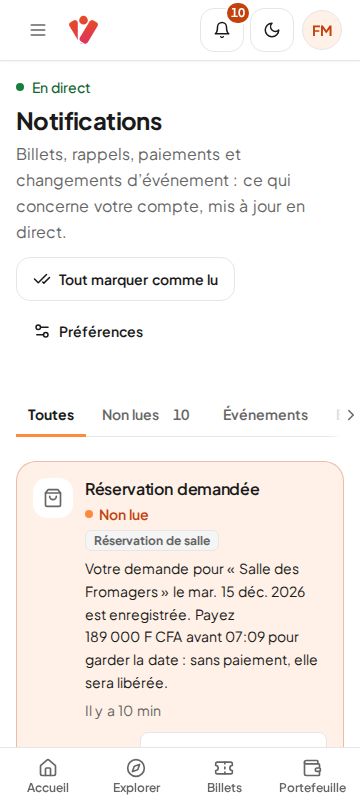 10
FM
En direct
Notifications
Billets, rappels, paiements et
changements d’événement : ce qui
concerne votre compte, mis à jour en
direct.
Tout marquer comme lu
Préférences
Toutes Non lues 10 Événements
Réservation demandée
Non lue
Réservation de salle
Votre demande pour « Salle des
Fromagers » le mar. 15 déc. 2026
est enregistrée. Payez
189 000 F CFA avant 07:09 pour
garder la date : sans paiement, elle
sera libérée.
Il y a 10 min
Accueil Explorer Billets Portefeuille